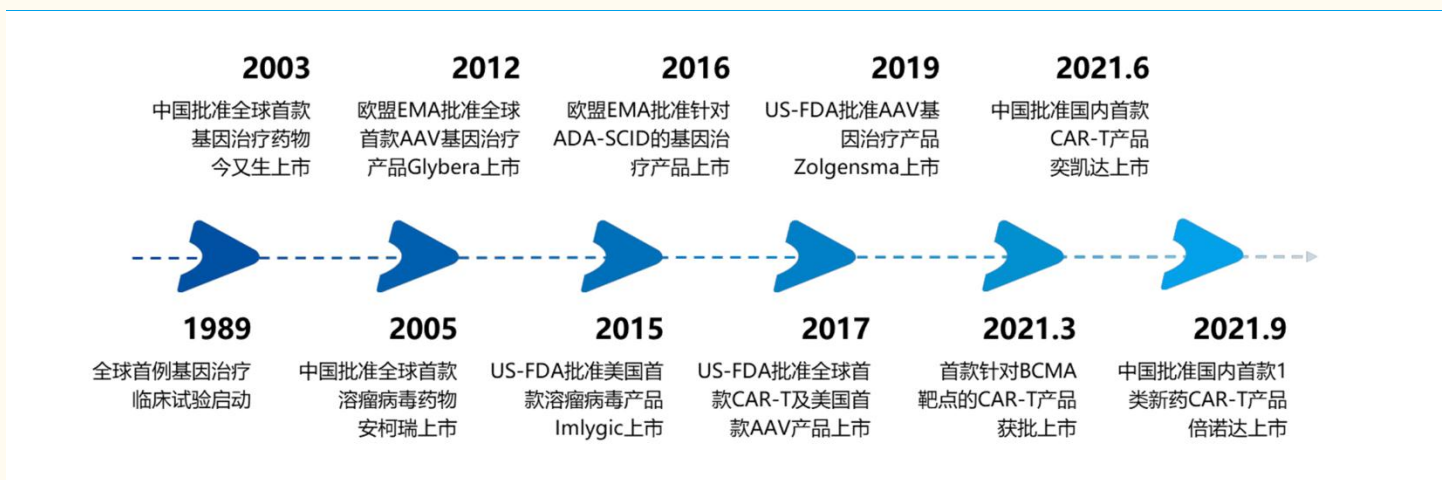 2003
中国批准全球首款
基因治疗药物
今又生上市
2012
欧盟EMA批准全球
首款AAV基因治疗
产品Glybera上市
2016
欧盟EMA批准针对
ADA-SCID的基因治
疗产品上市
2019
US-FDA批准AAV基
因治疗产品
Zolgensma上市
2021.6
中国批准国内首款
CAR-T产品
奕凯达上市
1989
全球首例基因治疗
临床试验启动
2005
中国批准全球首款
溶瘤病毒药物
安柯瑞上市
2015
US-FDA批准美国首
款溶瘤病毒产品
Imlygic上市
2017
US-FDA批准全球首
款CAR-T及美国首
款AAV产品上市
2021.3
首款针对BCMA
靶点的CAR-T产品
获批上市
2021.9
中国批准国内首款1
类新药CAR-T产品
倍诺达上市